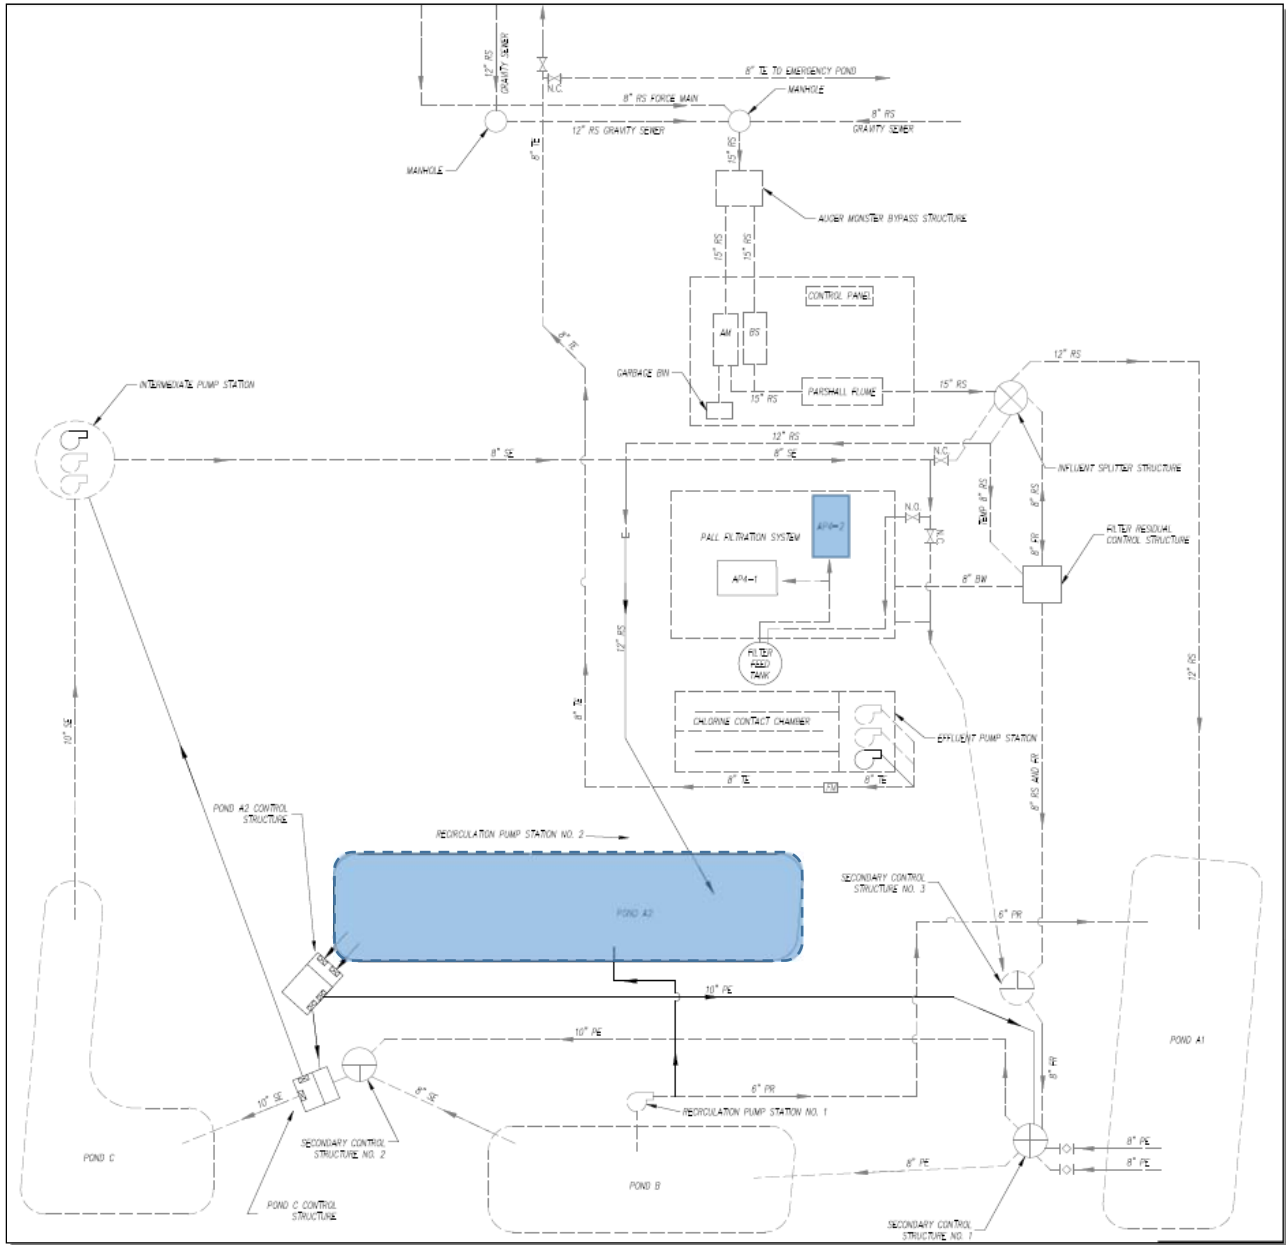 12" RS
GRAVITY SEWER
8" TE TO EMERGENCY POND
N.C.
MANHOLE
8" RS FORCE MAIN
8" RS
GRAVITY SEWER
12" RS GRAVITY SEWER
8" TE
15" RS
MANHOLE
AUGER MONSTER BYPASS STRUCTURE
15" RS
15" RS
CONTROL PANEL
AM
BS
8" TE
12" RS
GARBAGE BIN
INTERMEDIATE PUMP STATION
15" RS
PARSHALL FLUME
15" RS
12" RS
8" SE
8" SE
N.C.
INFLUENT SPLITTER STRUCTURE
TEMP 8" RS
8" RS
N.O.
AP4-2
PALL FILTRATION SYSTEM
N.C.
8" FR
FILTER RESIDUAL
CONTROL STRUCTURE
AP4-1
8" BW
12" RS
FILTER
FEED
TANK
12" RS
8" TE
CHLORINE CONTACT CHAMBER
EFFLUENT PUMP STATION
10" SE
8" TE
FM
8" TE
8" RS AND FR
POND A2 CONTROL
STRUCTURE
RECIRCULATION PUMP STATION NO. 2
SECONDARY CONTROL
STRUCTURE NO. 3
POND A2
6" PR
10" PE
10" PE
POND A1
8" FR
8" SE
6" PR
10" SE
RECIRCULATION PUMP STATION NO. 1
SECONDARY CONTROL
STRUCTURE NO. 2
8" PE
8" PE
POND C
8" PE
POND B
POND C CONTROL
STRUCTURE
SECONDARY CONTROL
STRUCTURE NO. 1